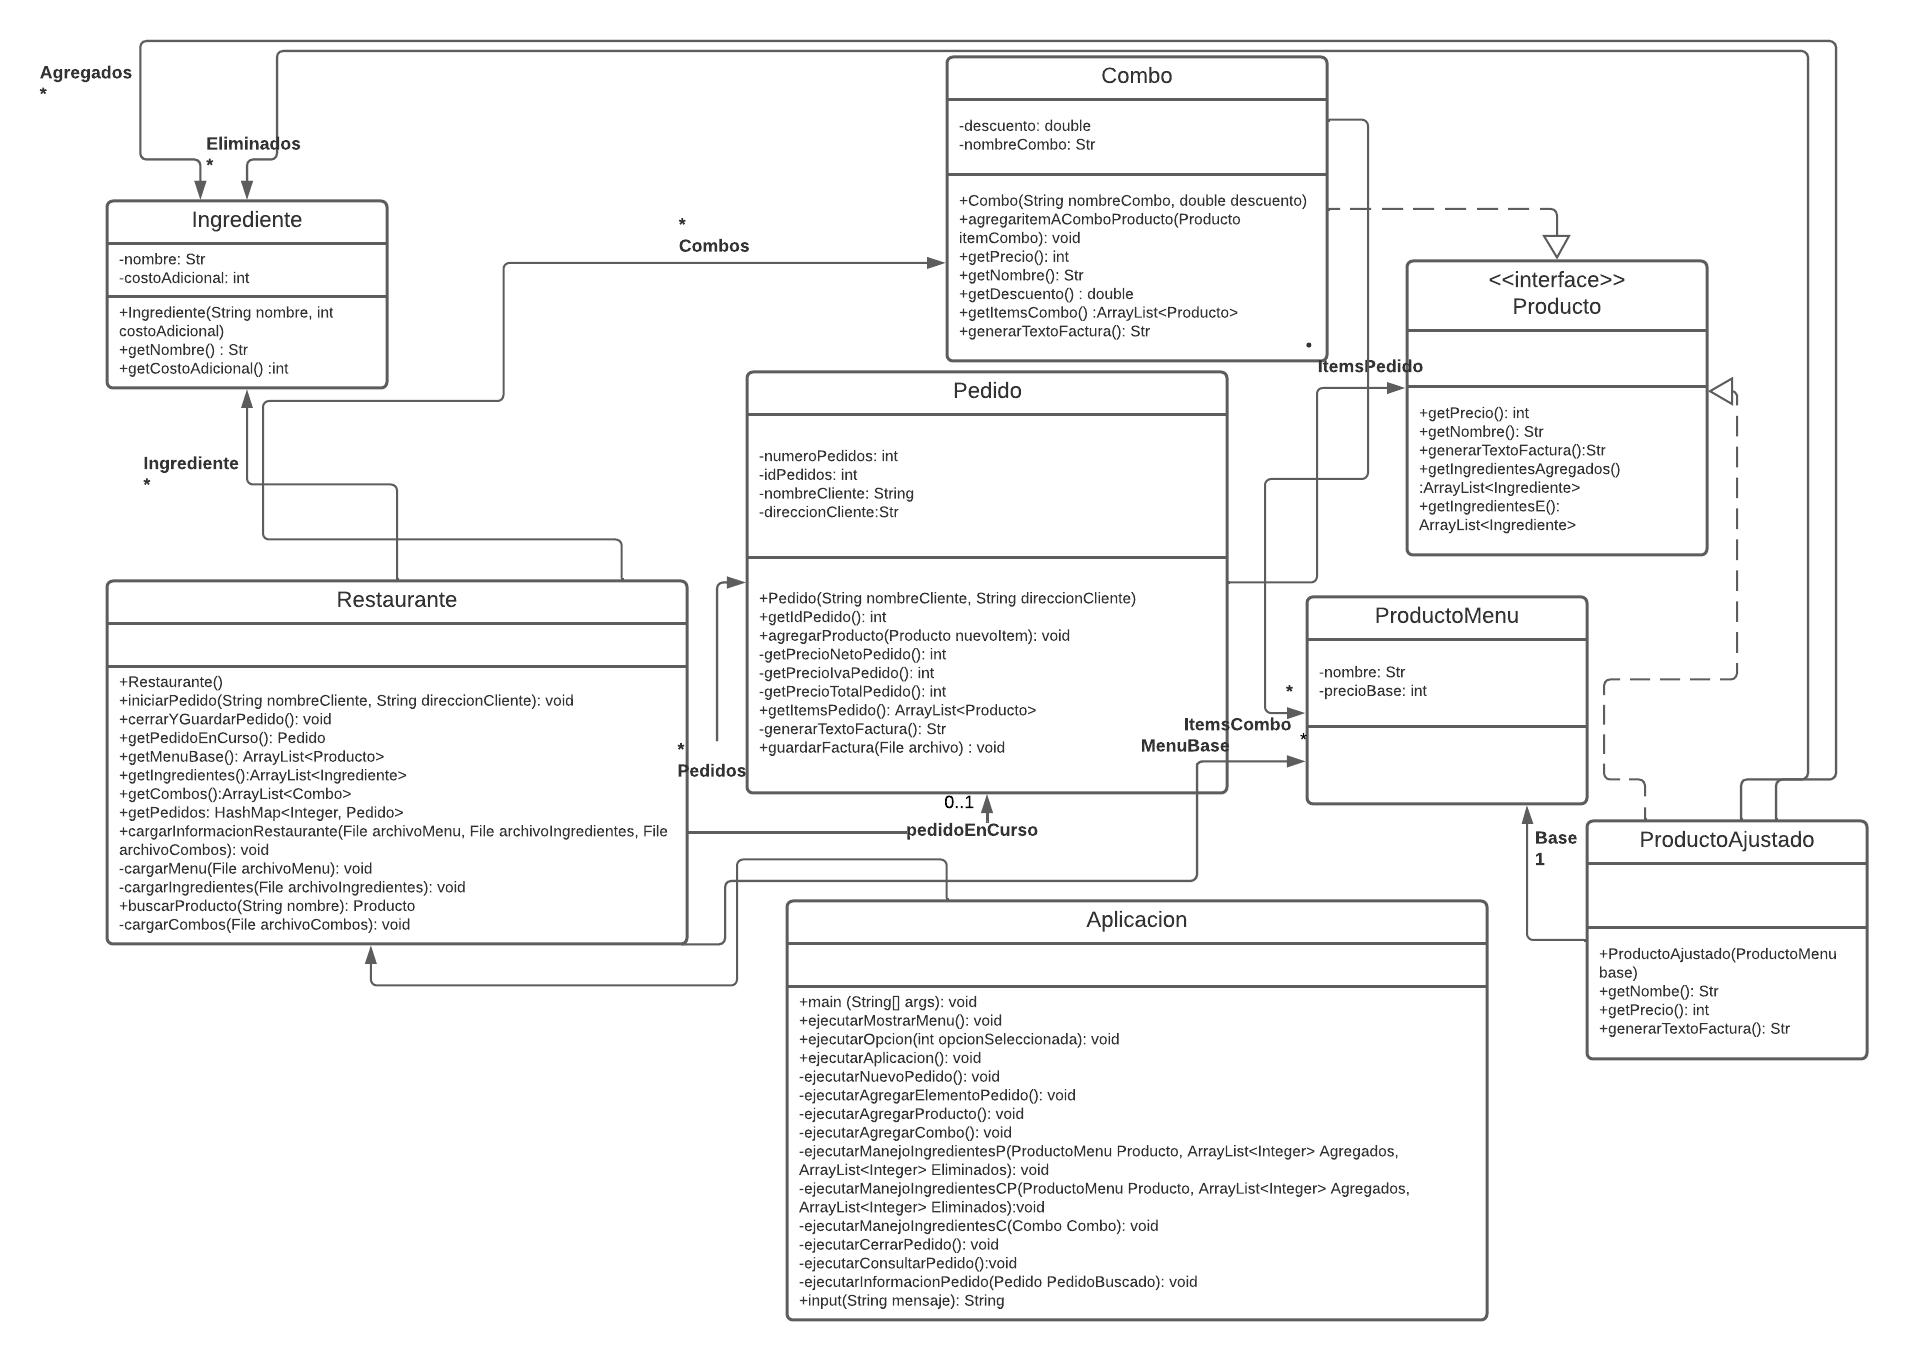 Agregados
*
Eliminados
*
Ingrediente
-nombre: Str
-costoAdicional: int
+Ingrediente(String nombre, int
costoAdicional)
+getNombre() : Str
+getCostoAdicional() :int
*
Combos
Combo
-descuento: double
-nombreCombo: Str
+Combo(String nombreCombo, double descuento)
+agregaritemAComboProducto(Producto
itemCombo): void
+getPrecio(): int
+getNombre(): Str
+getDescuento() : double
+getItemsCombo() :ArrayList<Producto>
+generarTextoFactura(): Str
<<interface>>
Producto
+getPrecio(): int
+getNombre(): Str
+generarTextoFactura():Str
+getIngredientesAgregados()
:ArrayList<Ingrediente>
+getIngredientesE():
ArrayList<Ingrediente>
ItemsPedido
Pedido
-numeroPedidos: int
-idPedidos: int
-nombreCliente: String
-direccionCliente:Str
+Pedido(String nombreCliente, String direccionCliente)
+getIdPedido(): int
+agregarProducto(Producto nuevoItem): void
-getPrecioNetoPedido(): int
-getPrecioIvaPedido(): int
-getPrecioTotalPedido(): int
+getItemsPedido(): ArrayList<Producto>
-generarTextoFactura(): Str
+guardarFactura(File archivo) : void
Ingrediente
*
Restaurante
+Restaurante()
+iniciarPedido(String nombreCliente, String direccionCliente): void
+cerrarYGuardarPedido(): void
+getPedidoEnCurso(): Pedido
+getMenuBase(): ArrayList<Producto>
+getIngredientes():ArrayList<Ingrediente>
+getCombos():ArrayList<Combo>
+getPedidos: HashMap<Integer, Pedido>
+cargarInformacionRestaurante(File archivoMenu, File archivoIngredientes, File
archivoCombos): void
-cargarMenu(File archivoMenu): void
-cargarIngredientes(File archivoIngredientes): void
+buscarProducto(String nombre): Producto
-cargarCombos(File archivoCombos): void
*
Pedidos
0..1
pedidoEnCurso
*
ItemsCombo
*
MenuBase
ProductoMenu
-nombre: Str
-precioBase: int
Base
1
ProductoAjustado
+ProductoAjustado(ProductoMenu
base)
+getNombe(): Str
+getPrecio(): int
+generarTextoFactura(): Str
Aplicacion
+main (String[] args): void
+ejecutarMostrarMenu(): void
+ejecutarOpcion(int opcionSeleccionada): void
+ejecutarAplicacion(): void
-ejecutarNuevoPedido(): void
-ejecutarAgregarElementoPedido(): void
-ejecutarAgregarProducto(): void
-ejecutarAgregarCombo(): void
-ejecutarManejoIngredientesP(ProductoMenu Producto, ArrayList<Integer> Agregados,
ArrayList<Integer> Eliminados): void
-ejecutarManejoIngredientesCP(ProductoMenu Producto, ArrayList<Integer> Agregados,
ArrayList<Integer> Eliminados):void
-ejecutarManejoIngredientesC(Combo Combo): void
-ejecutarCerrarPedido(): void
-ejecutarConsultarPedido():void
-ejecutarInformacionPedido(Pedido PedidoBuscado): void
+input(String mensaje): String